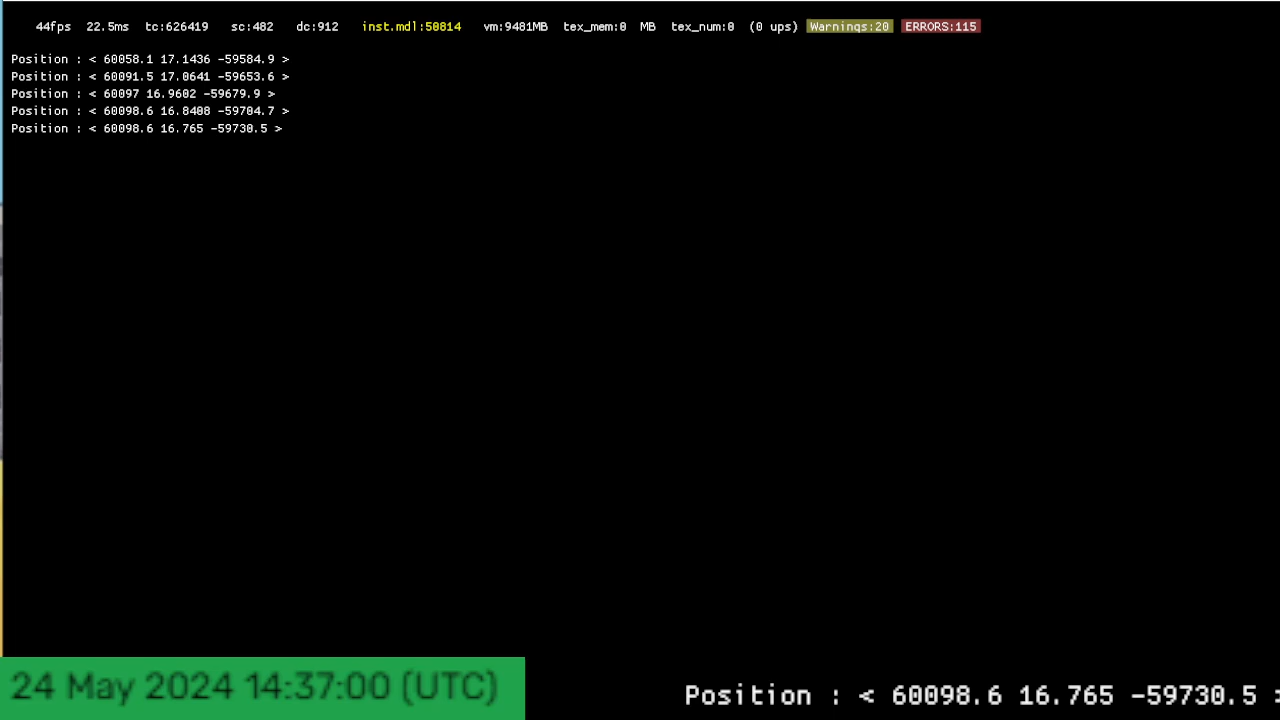 44fps 22.5ms tc:626419 sc:482 dc:912 inst.mdl:50814 vm:9481MB tex_mem:0 MB tex_num:0 (0 ups) Warnings:20 ERRORS:115
Position : < 60058.1 17.1436 -59584.9 >
Position : < 60091.5 17.0641 -59653.6 >
Position : < 60097 16.9602 -59679.9 >
Position : < 60098.6 16.8408 -59704.7 >
Position : < 60098.6 16.765 -59730.5 >
24 May 2024 14:37:00 (UTC)
Position : < 60098.6 16.765 -59730.5 >